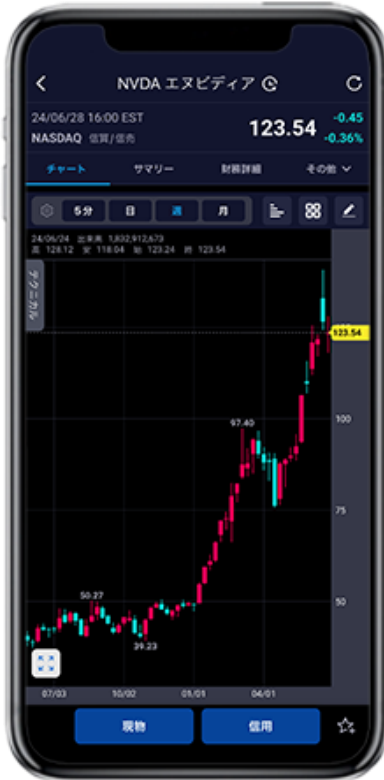 NVDA エヌビディア
24/06/28 16:00 EST
123.54
-0.45
-0.36%
NASDAQ 信買/信売
チャート サマリー 財務詳細 その他
5分 日 週 月
24/06/24 出来高 1,832,912,673
高 128.12 安 118.04 始 123.24 終 123.54
テクニカル
123.54
97.40
100
75
50.27
50
39.23
07/03 10/02 01/01 04/01
現物 信用